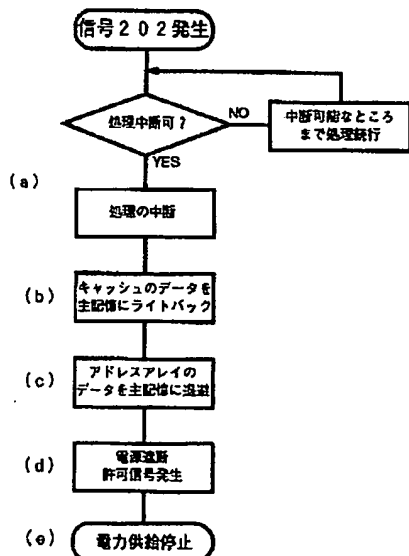 信号202発生
処理中断可?
NO
中断可能なところ
まで処理続行
YES
(a)
処理の中断
(b)
キャッシュのデータを
主記憶にライトバック
(c)
アドレスアレイの
データを主記憶に退避
(d)
電源遮断
許可信号発生
(e)
電力供給停止